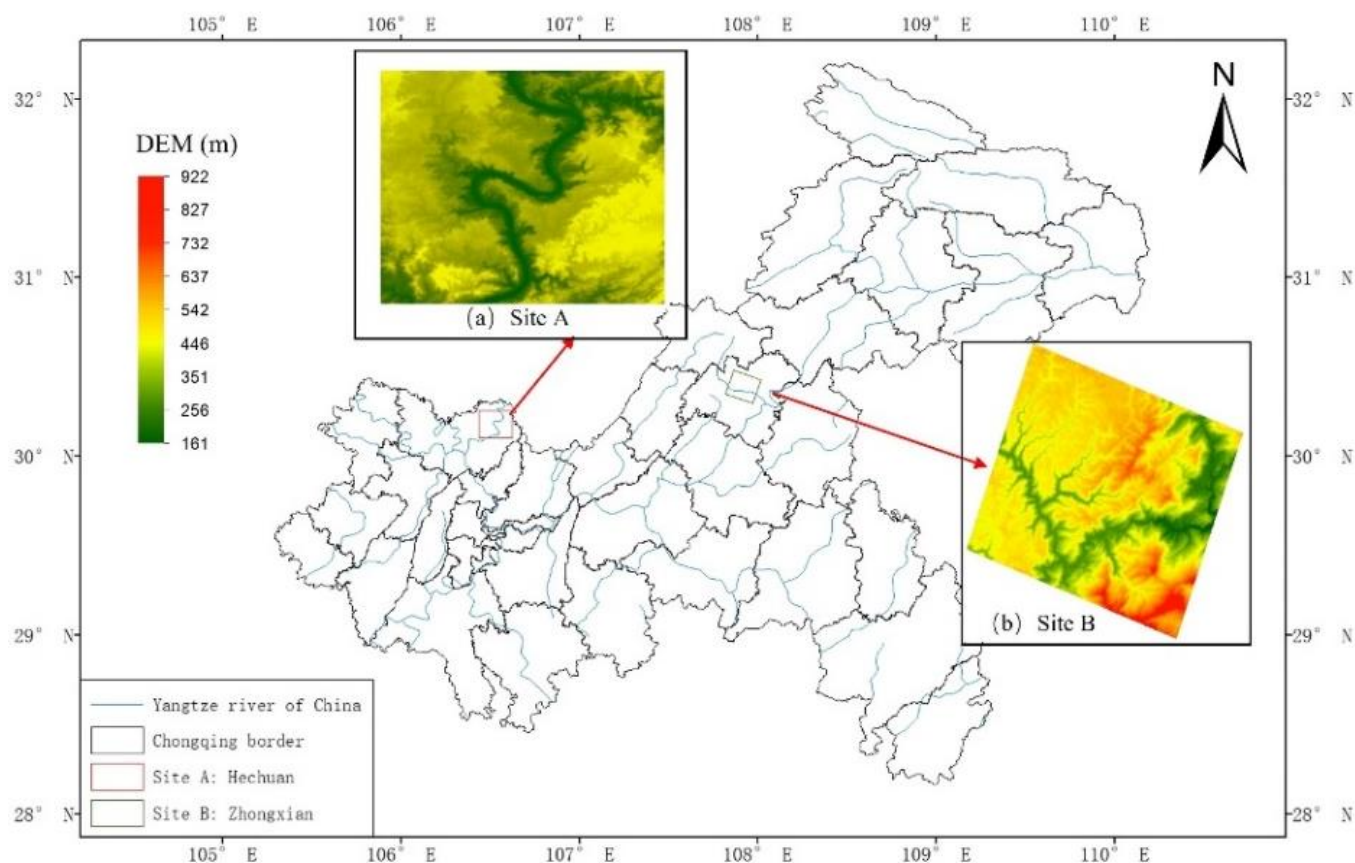 105° E 106° E 107° E 108° E 109° E 110° E
32° N
31° N
30° N
29° N
28° N
DEM (m)
922
827
732
637
542
446
351
256
161
(a) Site A
N
32° N
31° N
30° N
29° N
28° N
(b) Site B
Yangtze river of China
Chongqing border
Site A: Hechuan
Site B: Zhongxian
105° E 106° E 107° E 108° E 109° E 110° E